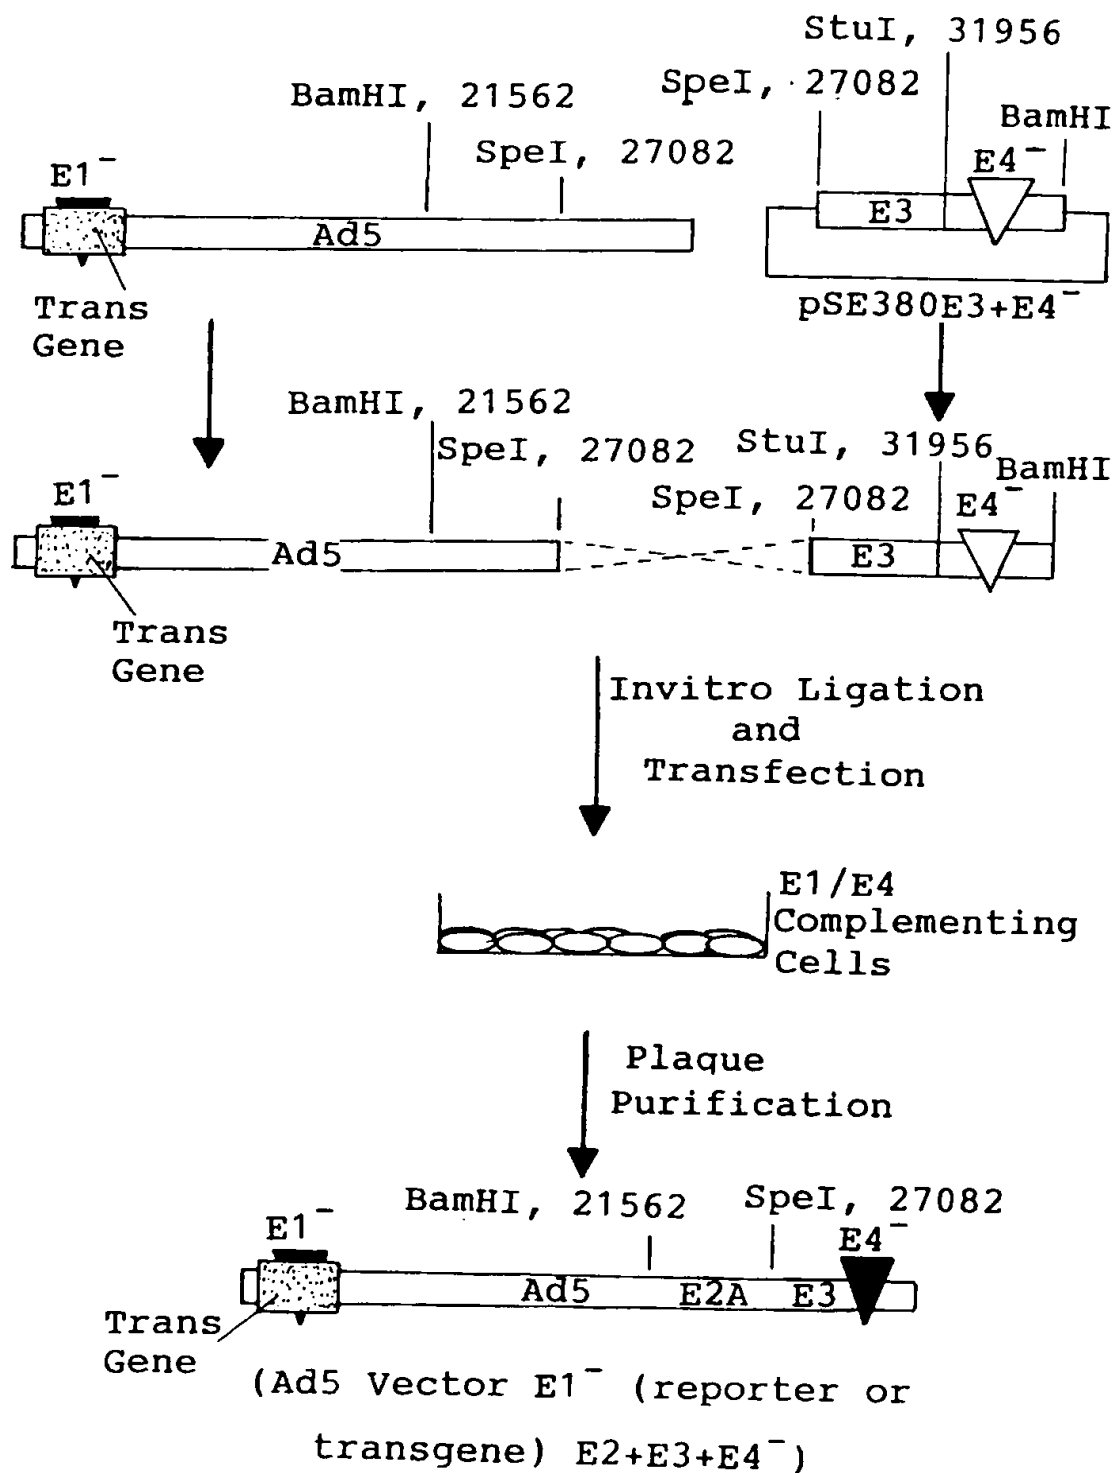 StuI, 31956
SpeI, 27082
BamHI, 21562
BamHI
SpeI, 27082
E4⁻
E1⁻
E3
Ad5
Trans
Gene
pSE380E3+E4⁻
BamHI, 21562
StuI, 31956
SpeI, 27082
BamHI
E1⁻
SpeI, 27082
E4⁻
Ad5
E3
Trans
Gene
Invitro Ligation
and
Transfection
E1/E4
Complementing
Cells
Plaque
Purification
BamHI, 21562
SpeI, 27082
E1⁻
E4⁻
Ad5
E2A
E3
Trans
Gene
(Ad5 Vector E1⁻ (reporter or
transgene) E2+E3+E4⁻)